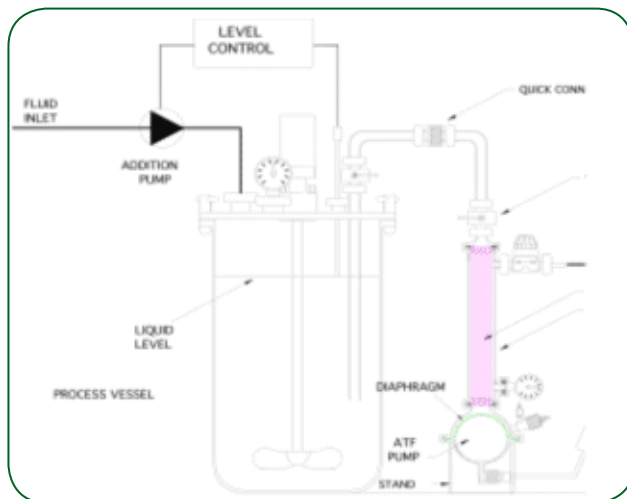 LEVEL
CONTROL
QUICK CONN
FLUID
INLET
ADDITION
PUMP
LIQUID
LEVEL
PROCESS VESSEL
DIAPHRAGM
ATF
PUMP
STAND